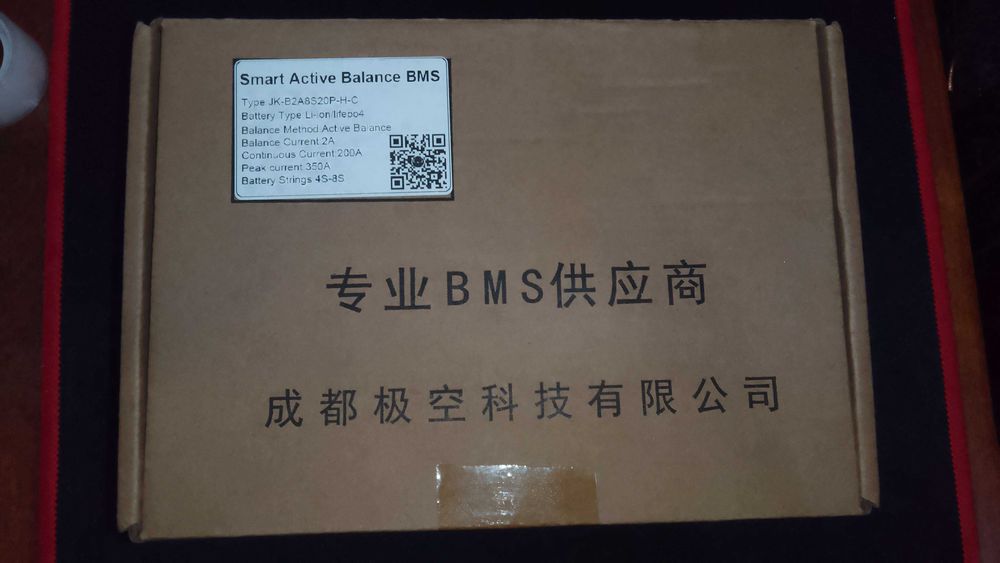 Smart Active Balance BMS
Type JK-B2A8S20P-H-C
Battery Type Li-ion/lifepo4
Balance Method Active Balance
Balance Current 2A
Continuous Current 200A
Peak current 350A
Battery Strings 4S-8S
专业BMS供应商
成都极空科技有限公司